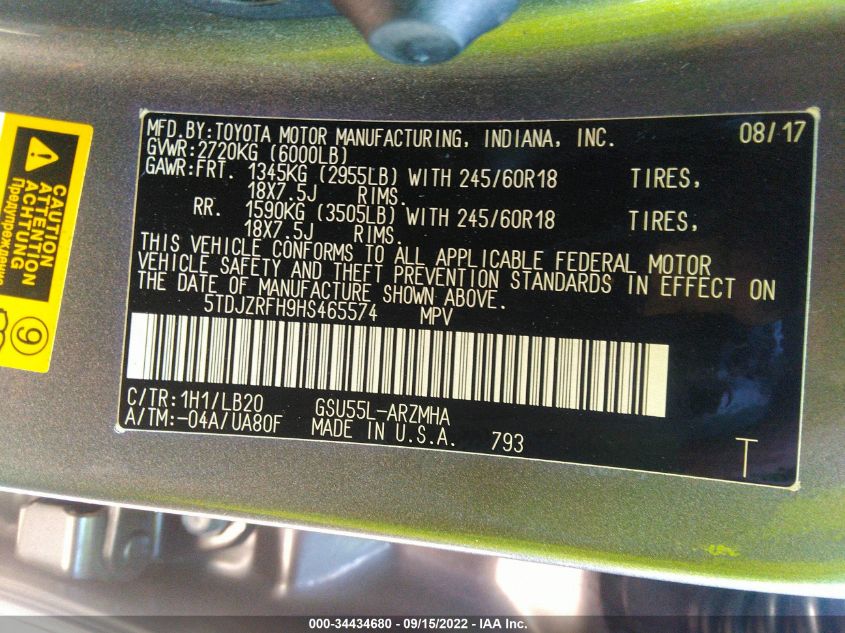 MFD.BY:TOYOTA MOTOR MANUFACTURING, INDIANA, INC. 08/17
GVWR:2720KG (6000LB)
GAWR:FRT. 1345KG (2955LB) WITH 245/60R18 TIRES,
18X7.5J RIMS.
RR. 1590KG (3505LB) WITH 245/60R18 TIRES,
18X7.5J RIMS.
THIS VEHICLE CONFORMS TO ALL APPLICABLE FEDERAL MOTOR
VEHICLE SAFETY AND THEFT PREVENTION STANDARDS IN EFFECT ON
THE DATE OF MANUFACTURE SHOWN ABOVE.
5TDJZRFH9HS465574 MPV
C/TR:1H1/LB20 GSU55L-ARZMHA
A/TM:-04A/UA80F MADE IN U.S.A. 793
T
CAUTION
ATTENTION
ACHTUNG
Предупреждение
9
000-34434680 - 09/15/2022 - IAA Inc.